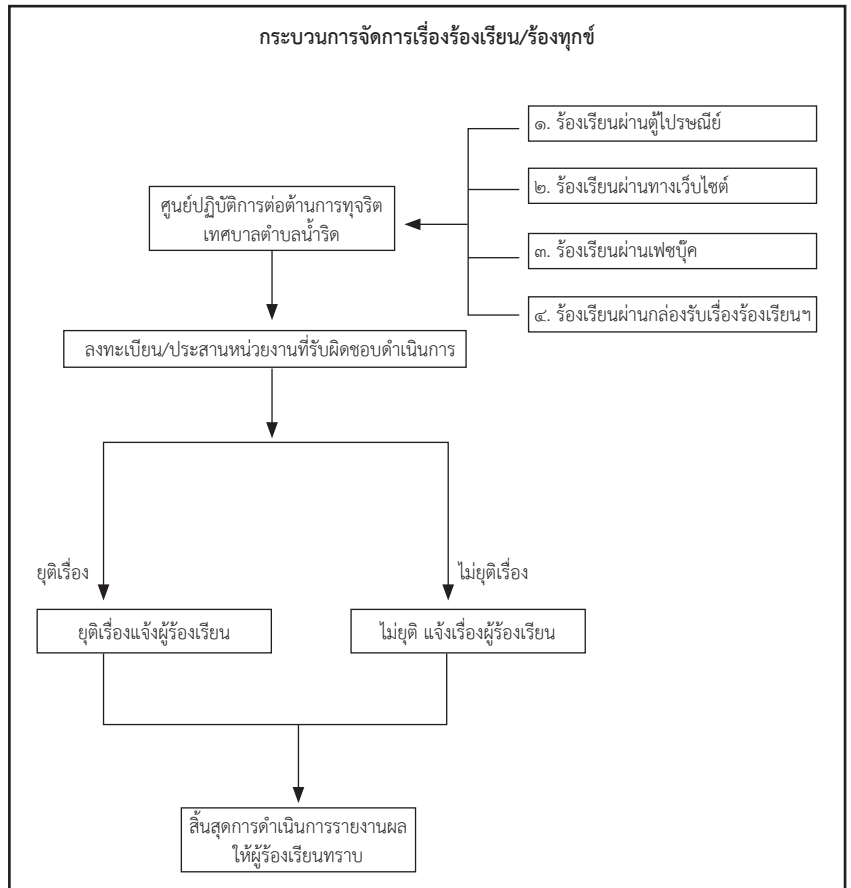 กระบวนการจัดการเรื่องร้องเรียน/ร้องทุกข์
๑. ร้องเรียนผ่านตู้ไปรษณีย์
๒. ร้องเรียนผ่านทางเว็บไซต์
๓. ร้องเรียนผ่านเฟซบุ๊ค
๔. ร้องเรียนผ่านกล่องรับเรื่องร้องเรียนฯ
ศูนย์ปฏิบัติการต่อต้านการทุจริต
เทศบาลตำบลน้ำริด
ลงทะเบียน/ประสานหน่วยงานที่รับผิดชอบดำเนินการ
ยุติเรื่อง
ไม่ยุติเรื่อง
ยุติเรื่องแจ้งผู้ร้องเรียน
ไม่ยุติ แจ้งเรื่องผู้ร้องเรียน
สิ้นสุดการดำเนินการรายงานผล
ให้ผู้ร้องเรียนทราบ